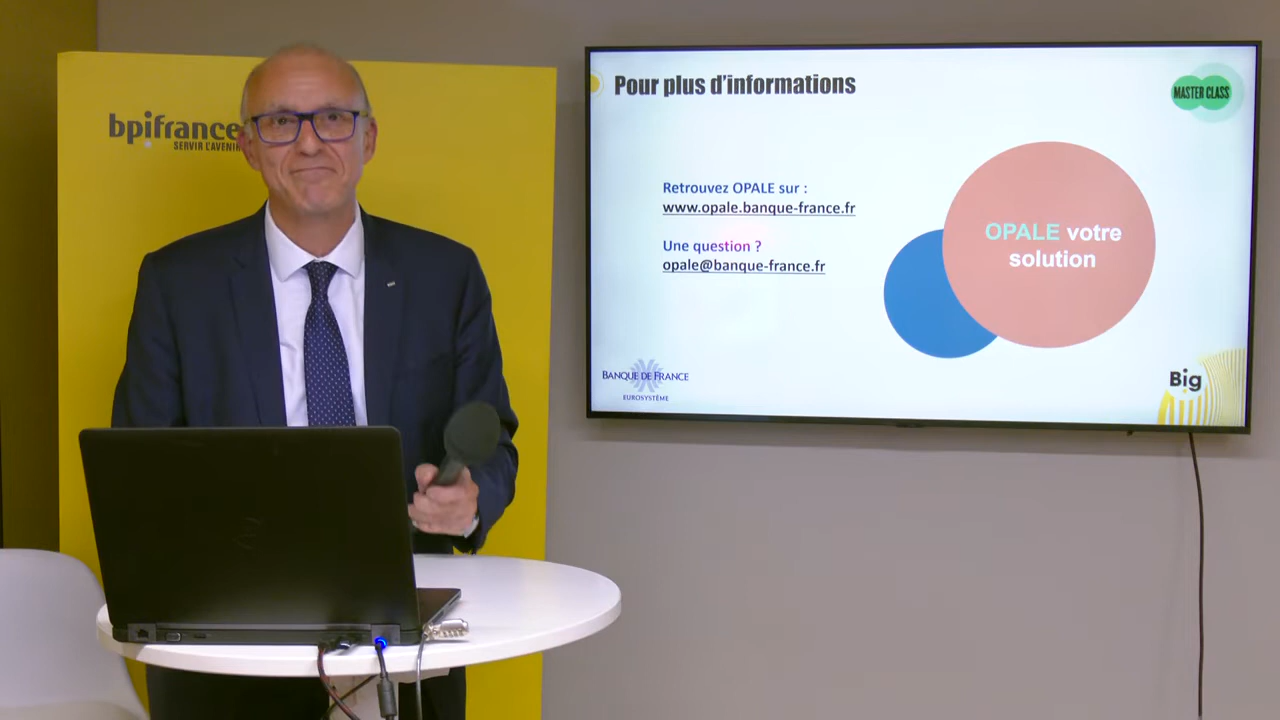 bpifrance
SERVIR L'AVENIR
Pour plus d'informations
MASTER CLASS
Retrouvez OPALE sur :
www.opale.banque-france.fr
Une question ?
opale@banque-france.fr
OPALE votre
solution
BANQUE DE FRANCE
EUROSYSTÈME
Big